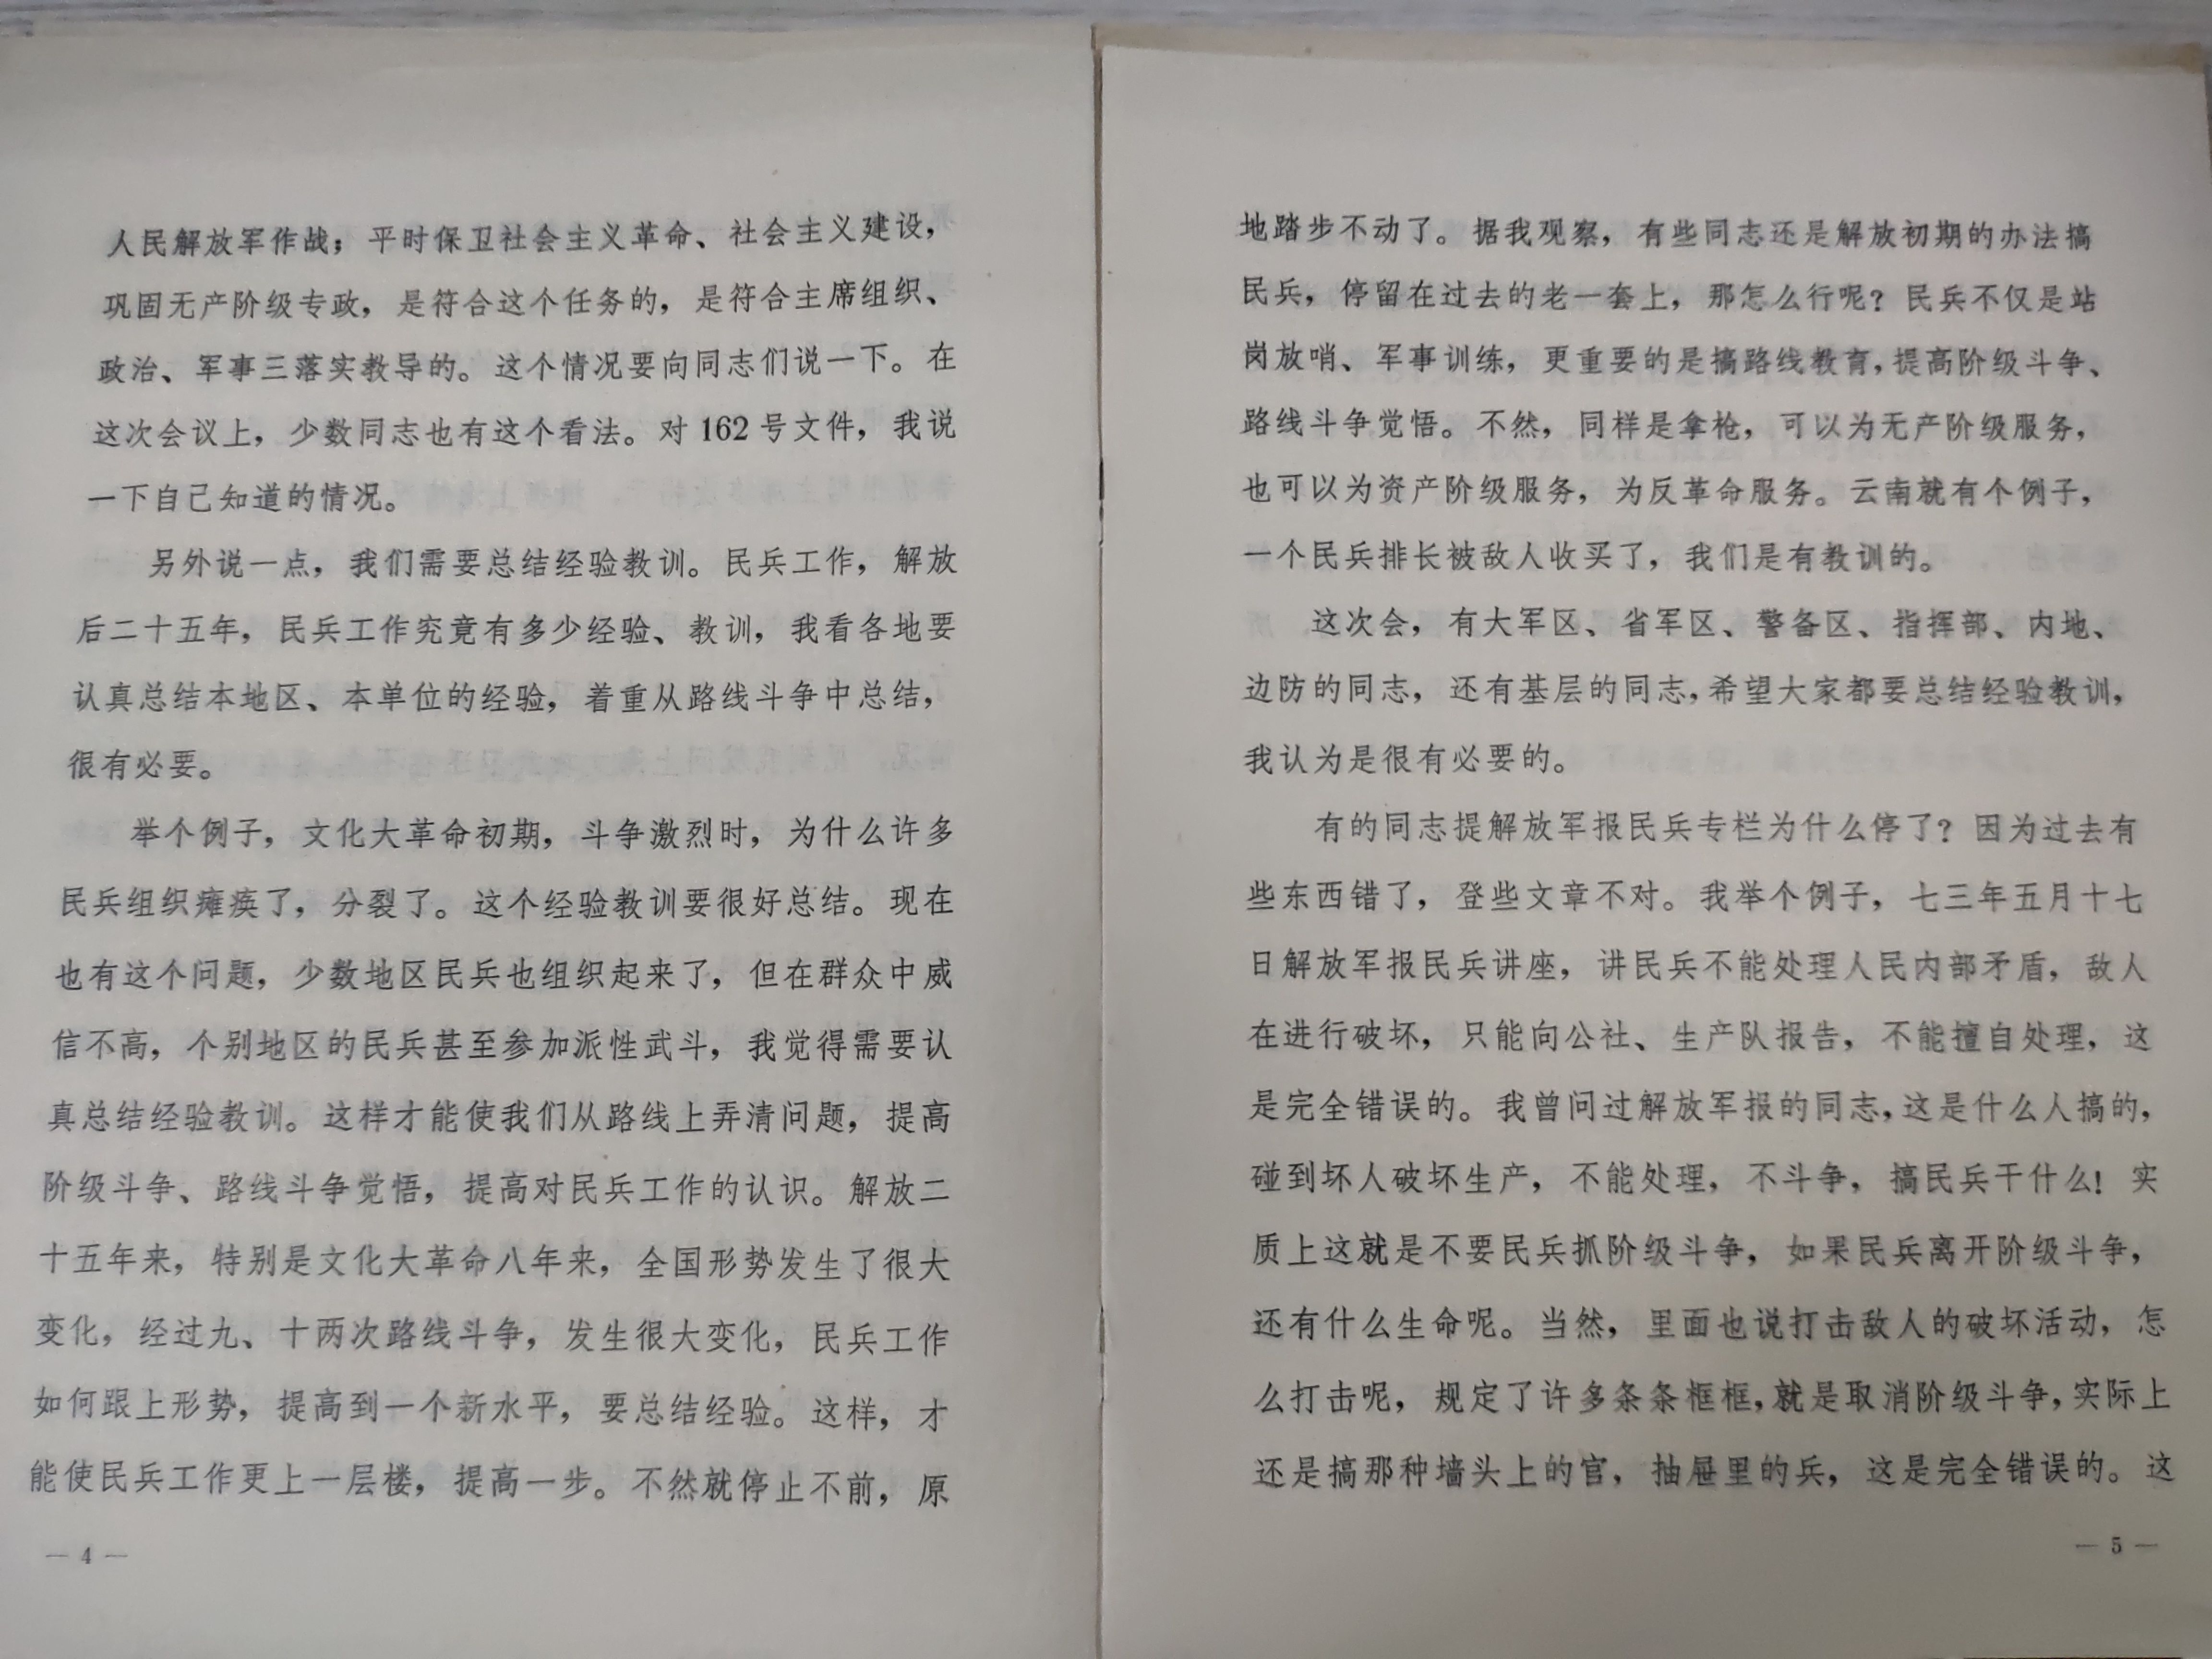 人民解放军作战；平时保卫社会主义革命、社会主义建设，
巩固无产阶级专政，是符合这个任务的，是符合主席组织、
政治、军事三落实教导的。这个情况要向同志们说一下。在
这次会议上，少数同志也有这个看法。对162号文件，我说
一下自己知道的情况。
另外说一点，我们需要总结经验教训。民兵工作，解放
后二十五年，民兵工作究竟有多少经验、教训，我看各地要
认真总结本地区、本单位的经验，着重从路线斗争中总结，
很有必要。
举个例子，文化大革命初期，斗争激烈时，为什么许多
民兵组织瘫痪了，分裂了。这个经验教训要很好总结。现在
也有这个问题，少数地区民兵也组织起来了，但在群众中威
信不高，个别地区的民兵甚至参加派性武斗，我觉得需要认
真总结经验教训。这样才能使我们从路线上弄清问题，提高
阶级斗争、路线斗争觉悟，提高对民兵工作的认识。解放二
十五年来，特别是文化大革命八年来，全国形势发生了很大
变化，经过九、十两次路线斗争，发生很大变化，民兵工作
如何跟上形势，提高到一个新水平，要总结经验。这样，才
能使民兵工作更上一层楼，提高一步。不然就停止不前，原
— 4 —
地踏步不动了。据我观察，有些同志还是解放初期的办法搞
民兵，停留在过去的老一套上，那怎么行呢？民兵不仅是站
岗放哨、军事训练，更重要的是搞路线教育，提高阶级斗争、
路线斗争觉悟。不然，同样是拿枪，可以为无产阶级服务，
也可以为资产阶级服务，为反革命服务。云南就有个例子，
一个民兵排长被敌人收买了，我们是有教训的。
这次会，有大军区、省军区、警备区、指挥部、内地、
边防的同志，还有基层的同志，希望大家都要总结经验教训，
我认为是很有必要的。
有的同志提解放军报民兵专栏为什么停了？因为过去有
些东西错了，登些文章不对。我举个例子，七三年五月十七
日解放军报民兵讲座，讲民兵不能处理人民内部矛盾，敌人
在进行破坏，只能向公社、生产队报告，不能擅自处理，这
是完全错误的。我曾问过解放军报的同志，这是什么人搞的，
碰到坏人破坏生产，不能处理，不斗争，搞民兵干什么！实
质上这就是不要民兵抓阶级斗争，如果民兵离开阶级斗争，
还有什么生命呢。当然，里面也说打击敌人的破坏活动，怎
么打击呢，规定了许多条条框框，就是取消阶级斗争，实际上
还是搞那种墙头上的官，抽屉里的兵，这是完全错误的。这
— 5 —